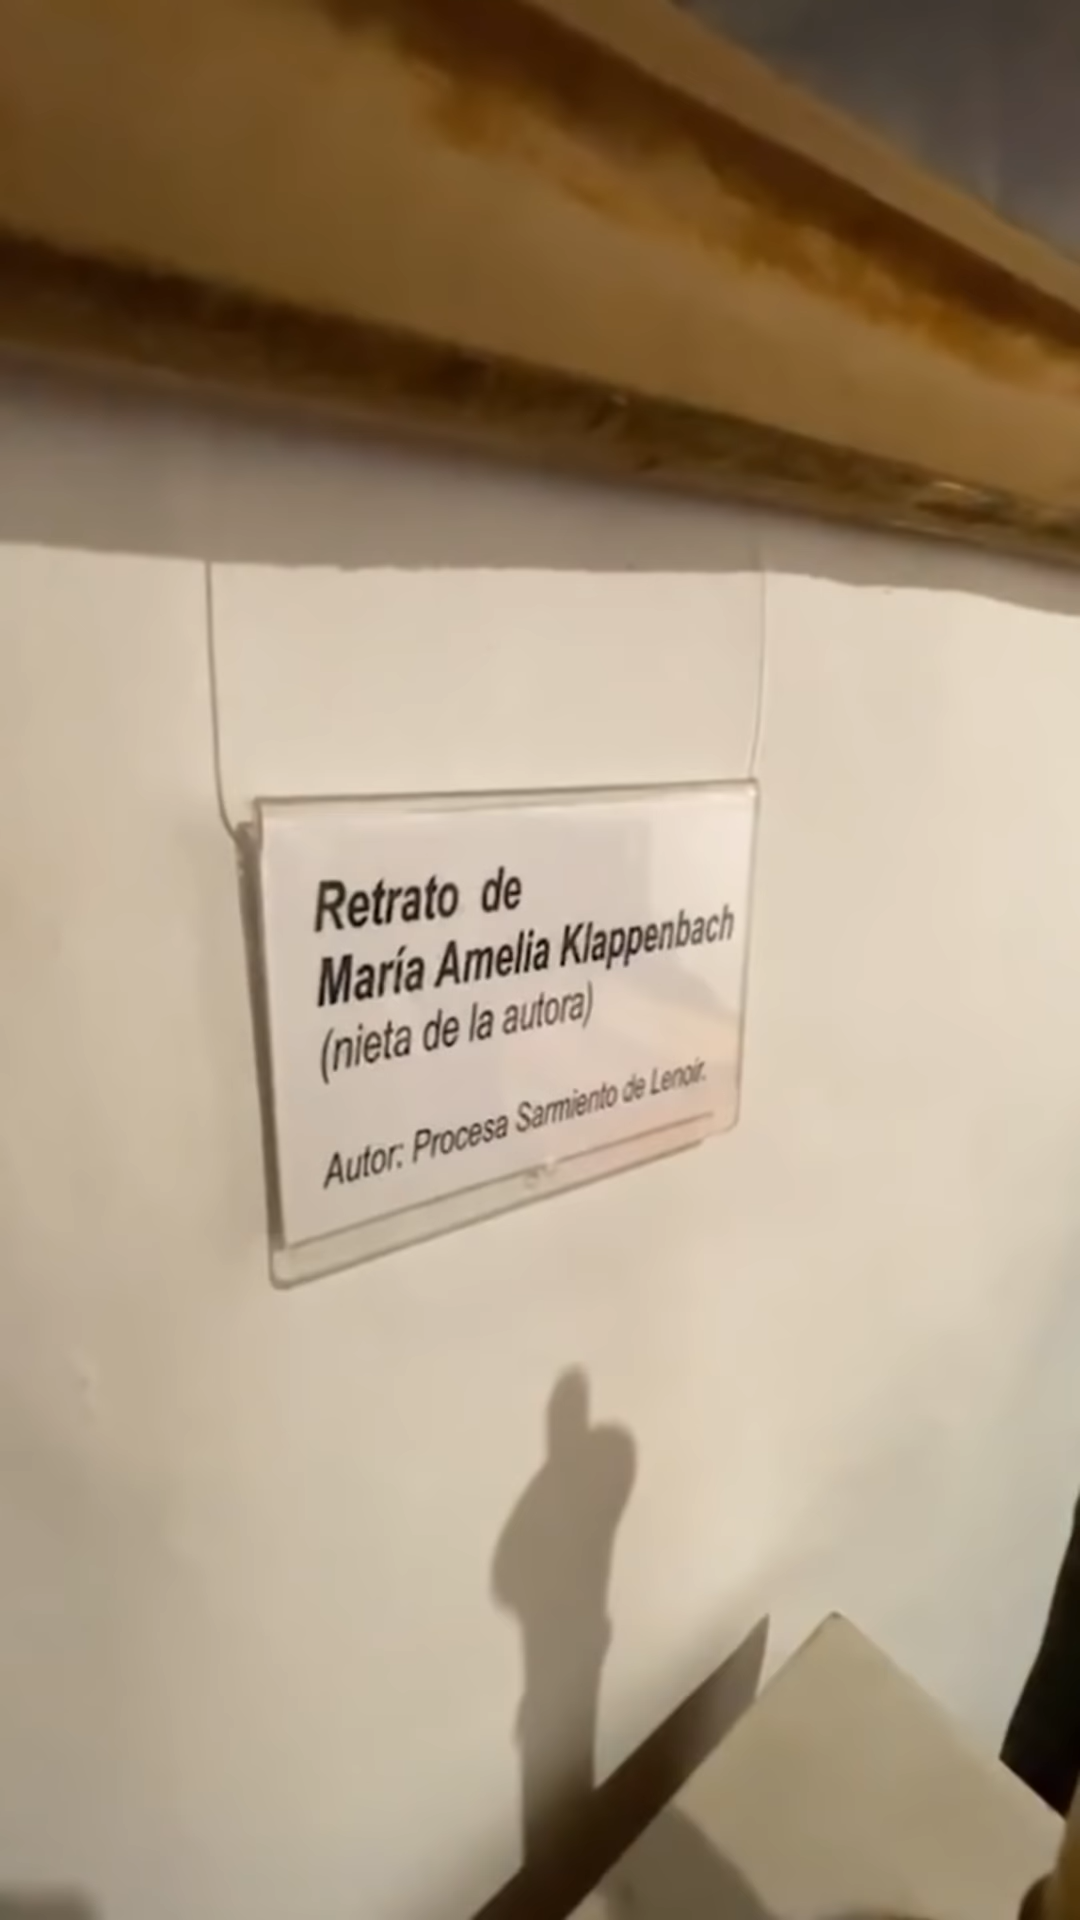 Retrato de
María Amelia Klappenbach
(nieta de la autora)
Autor: Procesa Sarmiento de Lenoir.